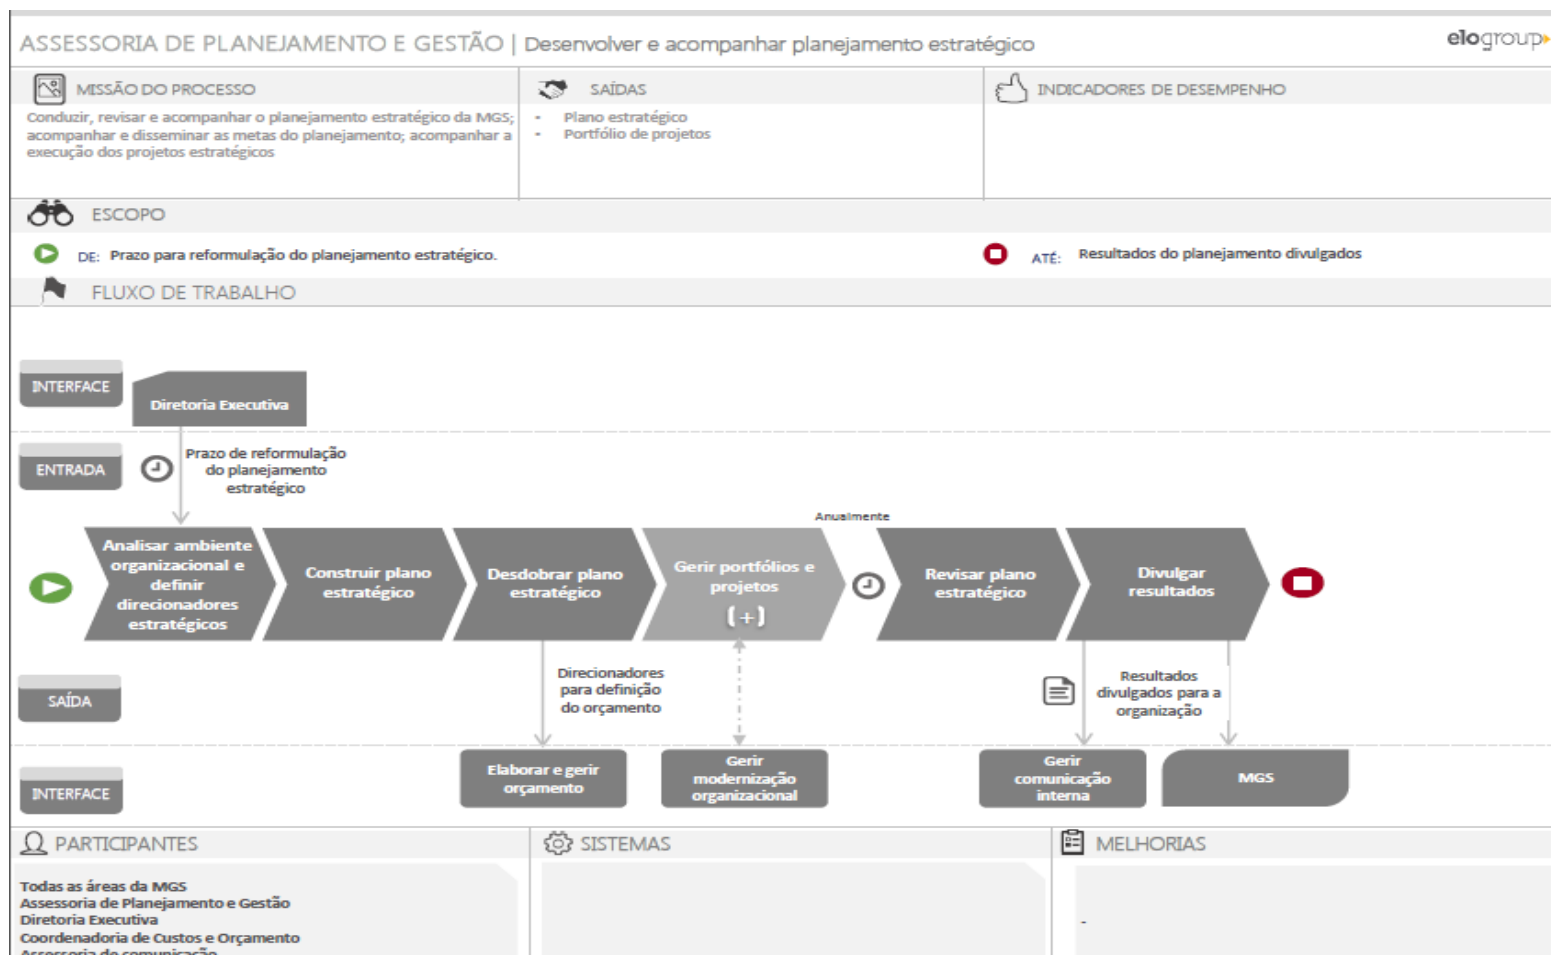 ASSESSORIA DE PLANEJAMENTO E GESTÃO | Desenvolver e acompanhar planejamento estratégico
elogroup
MISSÃO DO PROCESSO
Conduzir, revisar e acompanhar o planejamento estratégico da MGS;
acompanhar e disseminar as metas do planejamento; acompanhar a
execução dos projetos estratégicos
SAÍDAS
- Plano estratégico
- Portfólio de projetos
INDICADORES DE DESEMPENHO
ESCOPO
DE: Prazo para reformulação do planejamento estratégico.
ATÉ: Resultados do planejamento divulgados
FLUXO DE TRABALHO
INTERFACE
Diretoria Executiva
ENTRADA
Prazo de reformulação
do planejamento
estratégico
Analisar ambiente
organizacional e
definir
direcionadores
estratégicos
Construir plano
estratégico
Desdobrar plano
estratégico
Gerir portfólios e
projetos
(+)
Anualmente
Revisar plano
estratégico
Divulgar
resultados
SAÍDA
Direcionadores
para definição
do orçamento
Resultados
divulgados para a
organização
INTERFACE
Elaborar e gerir
orçamento
Gerir
modernização
organizacional
Gerir
comunicação
interna
MGS
PARTICIPANTES
Todas as áreas da MGS
Assessoria de Planejamento e Gestão
Diretoria Executiva
Coordenadoria de Custos e Orçamento
Assessoria de comunicação
SISTEMAS
MELHORIAS
-